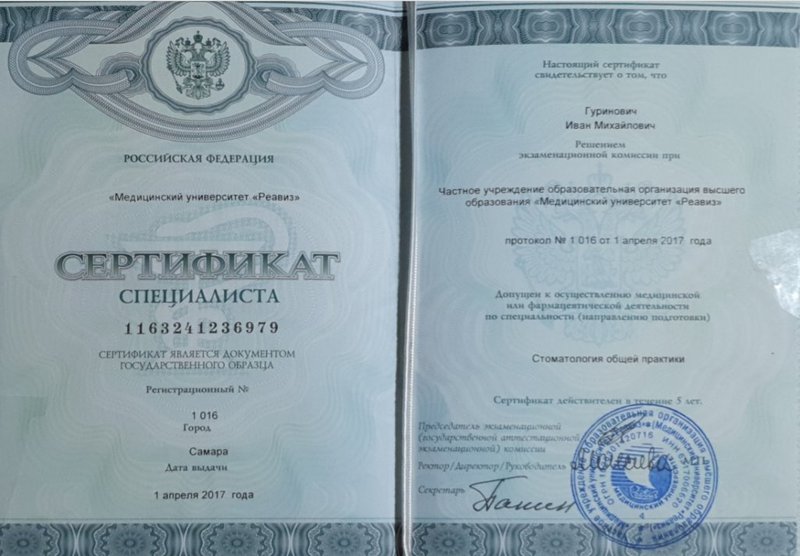 РОССИЙСКАЯ ФЕДЕРАЦИЯ
«Медицинский университет «Реавиз»
СЕРТИФИКАТ
СПЕЦИАЛИСТА
1163241236979
СЕРТИФИКАТ ЯВЛЯЕТСЯ ДОКУМЕНТОМ
ГОСУДАРСТВЕННОГО ОБРАЗЦА
Регистрационный №
1 016
Город
Самара
Дата выдачи
1 апреля 2017 года
Настоящий сертификат
свидетельствует о том, что
Гуринович
Иван Михайлович
Решением
экзаменационной комиссии при
Частное учреждение образовательная организация высшего
образования «Медицинский университет «Реавиз»
протокол № 1 016 от 1 апреля 2017 года
Допущен к осуществлению медицинской
или фармацевтической деятельности
по специальности (направлению подготовки)
Стоматология общей практики
Сертификат действителен в течение 5 лет.
Председатель экзаменационной
(государственной аттестационной
экзаменационной) комиссии
Ректор/Директор/Руководитель
Секретарь